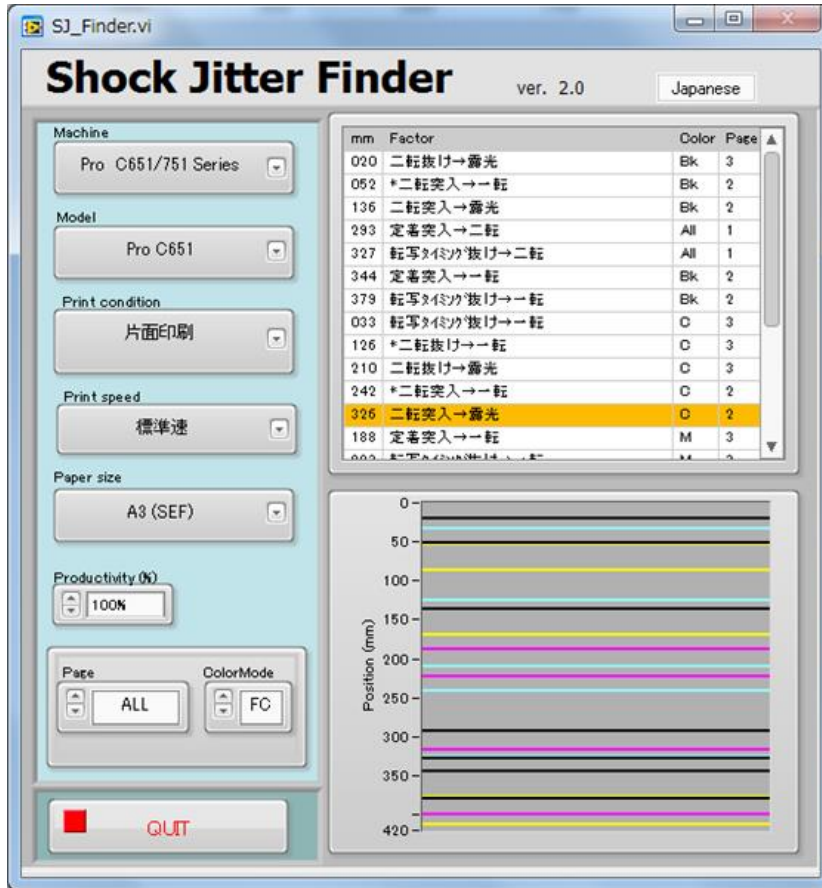 SJ_Finder.vi
Shock Jitter Finder ver. 2.0 Japanese
Machine
Pro C651/751 Series
Model
Pro C651
Print condition
片面印刷
Print speed
標準速
Paper size
A3 (SEF)
Productivity (%)
100%
Page ColorMode
ALL FC
QUIT
mm Factor Color Page
020 二転抜け→露光 Bk 3
052 *二転突入→一転 Bk 2
136 二転突入→露光 Bk 2
293 定着突入→二転 All 1
327 転写ﾀｲﾐﾝｸﾞ抜け→二転 All 1
344 定着突入→一転 Bk 2
379 転写ﾀｲﾐﾝｸﾞ抜け→一転 Bk 2
033 転写ﾀｲﾐﾝｸﾞ抜け→一転 C 3
126 *二転抜け→一転 C 3
210 二転抜け→露光 C 3
242 *二転突入→一転 C 2
326 二転突入→露光 C 2
188 定着突入→一転 M 3
0
50
100
150
200
250
300
350
420
Position (mm)